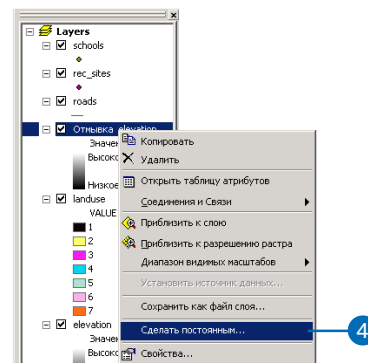 Layers
schools
rec_sites
roads
Отмывка elevation
Высоко
Низкое
landuse
VALUE
1
2
3
4
5
6
7
elevation
Высоко
Копировать
Удалить
Открыть таблицу атрибутов
Соединения и Связи
Приблизить к слою
Приблизить к разрешению растра
Диапазон видимых масштабов
Установить источник данных...
Сохранить как файл слоя...
Сделать постоянным...
4
Свойства...